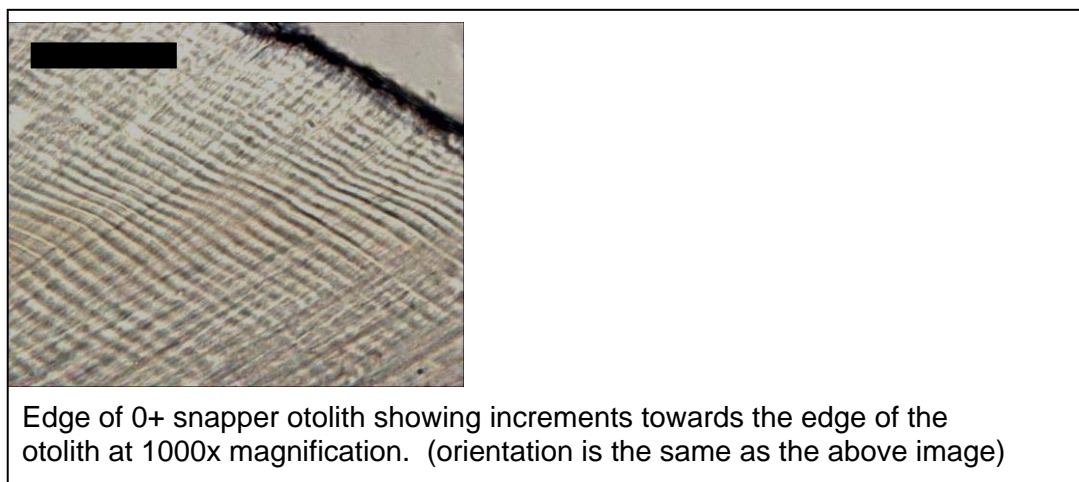 Edge of 0+ snapper otolith showing increments towards the edge of the
otolith at 1000x magnification.  (orientation is the same as the above image)